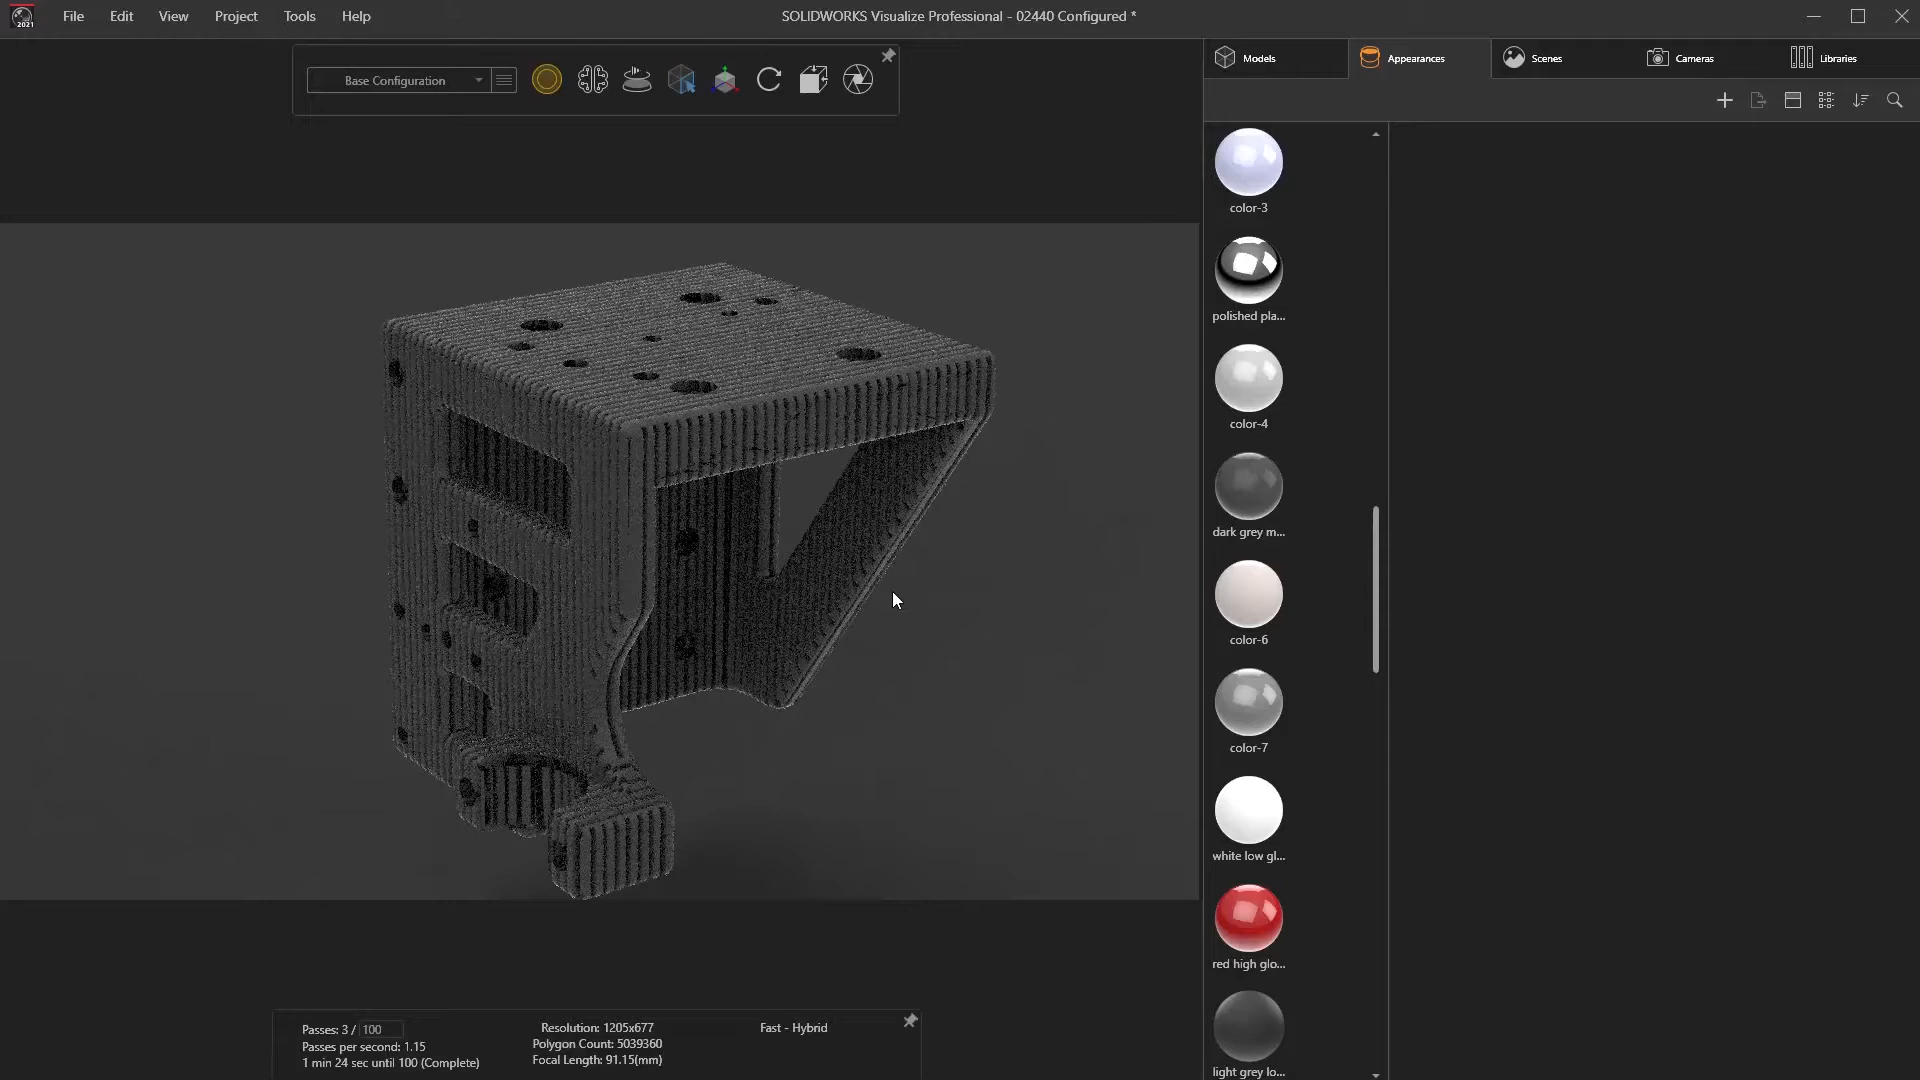 2021
File Edit View Project Tools Help
SOLIDWORKS Visualize Professional - 02440 Configured *
Models Appearances Scenes Cameras Libraries
Base Configuration
color-3
polished pla...
color-4
dark grey m...
color-6
color-7
white low gl...
red high glo...
light grey lo...
Passes: 3 / 100
Passes per second: 1.15
1 min 24 sec until 100 (Complete)
Resolution: 1205x677
Polygon Count: 5039360
Focal Length: 91.15(mm)
Fast - Hybrid